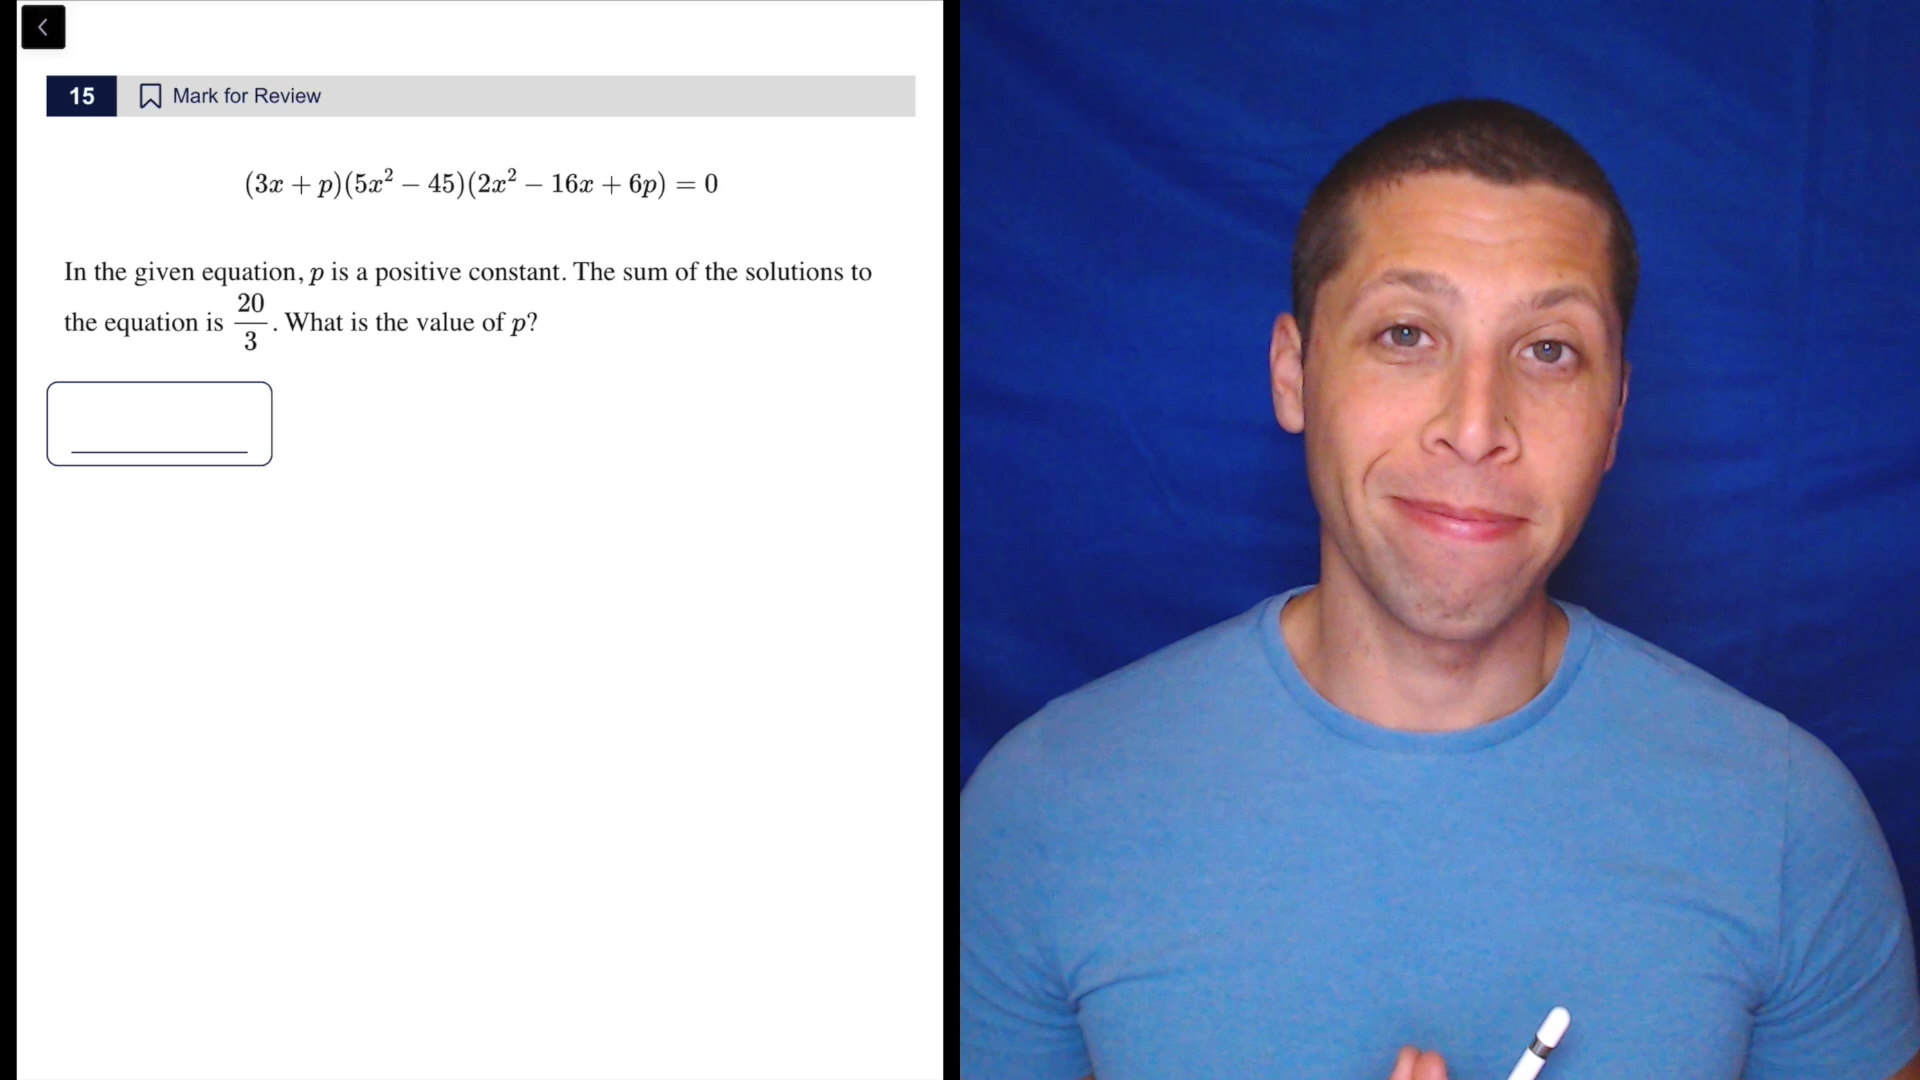 15 Mark for Review
(3x + p)(5x² − 45)(2x² − 16x + 6p) = 0
In the given equation, p is a positive constant. The sum of the solutions to
the equation is 20/3. What is the value of p?